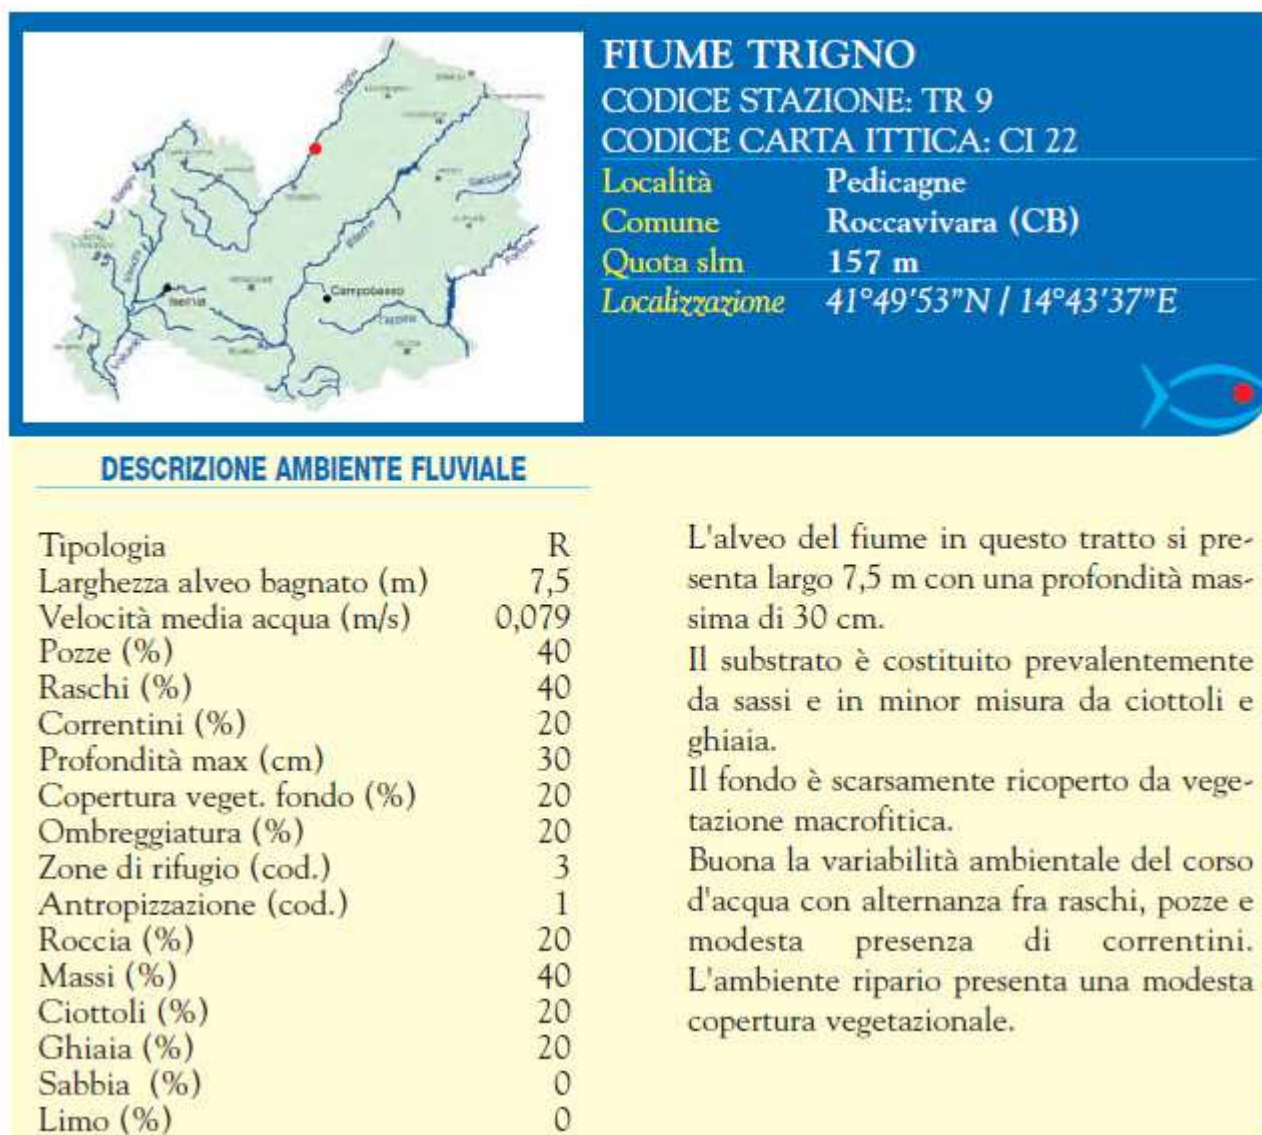 FIUME TRIGNO
CODICE STAZIONE: TR 9
CODICE CARTA ITTICA: CI 22
Località Pedicagne
Comune Roccavivara (CB)
Quota slm 157 m
Localizzazione 41°49'53”N / 14°43'37”E
Trigno
Biferno
Fortore
Isernia
Campobasso
DESCRIZIONE AMBIENTE FLUVIALE
Tipologia R
Larghezza alveo bagnato (m) 7,5
Velocità media acqua (m/s) 0,079
Pozze (%) 40
Raschi (%) 40
Correntini (%) 20
Profondità max (cm) 30
Copertura veget. fondo (%) 20
Ombreggiatura (%) 20
Zone di rifugio (cod.) 3
Antropizzazione (cod.) 1
Roccia (%) 20
Massi (%) 40
Ciottoli (%) 20
Ghiaia (%) 20
Sabbia (%) 0
Limo (%) 0
L'alveo del fiume in questo tratto si pre-
senta largo 7,5 m con una profondità mas-
sima di 30 cm.
Il substrato è costituito prevalentemente
da sassi e in minor misura da ciottoli e
ghiaia.
Il fondo è scarsamente ricoperto da vege-
tazione macrofitica.
Buona la variabilità ambientale del corso
d'acqua con alternanza fra raschi, pozze e
modesta presenza di correntini.
L'ambiente ripario presenta una modesta
copertura vegetazionale.